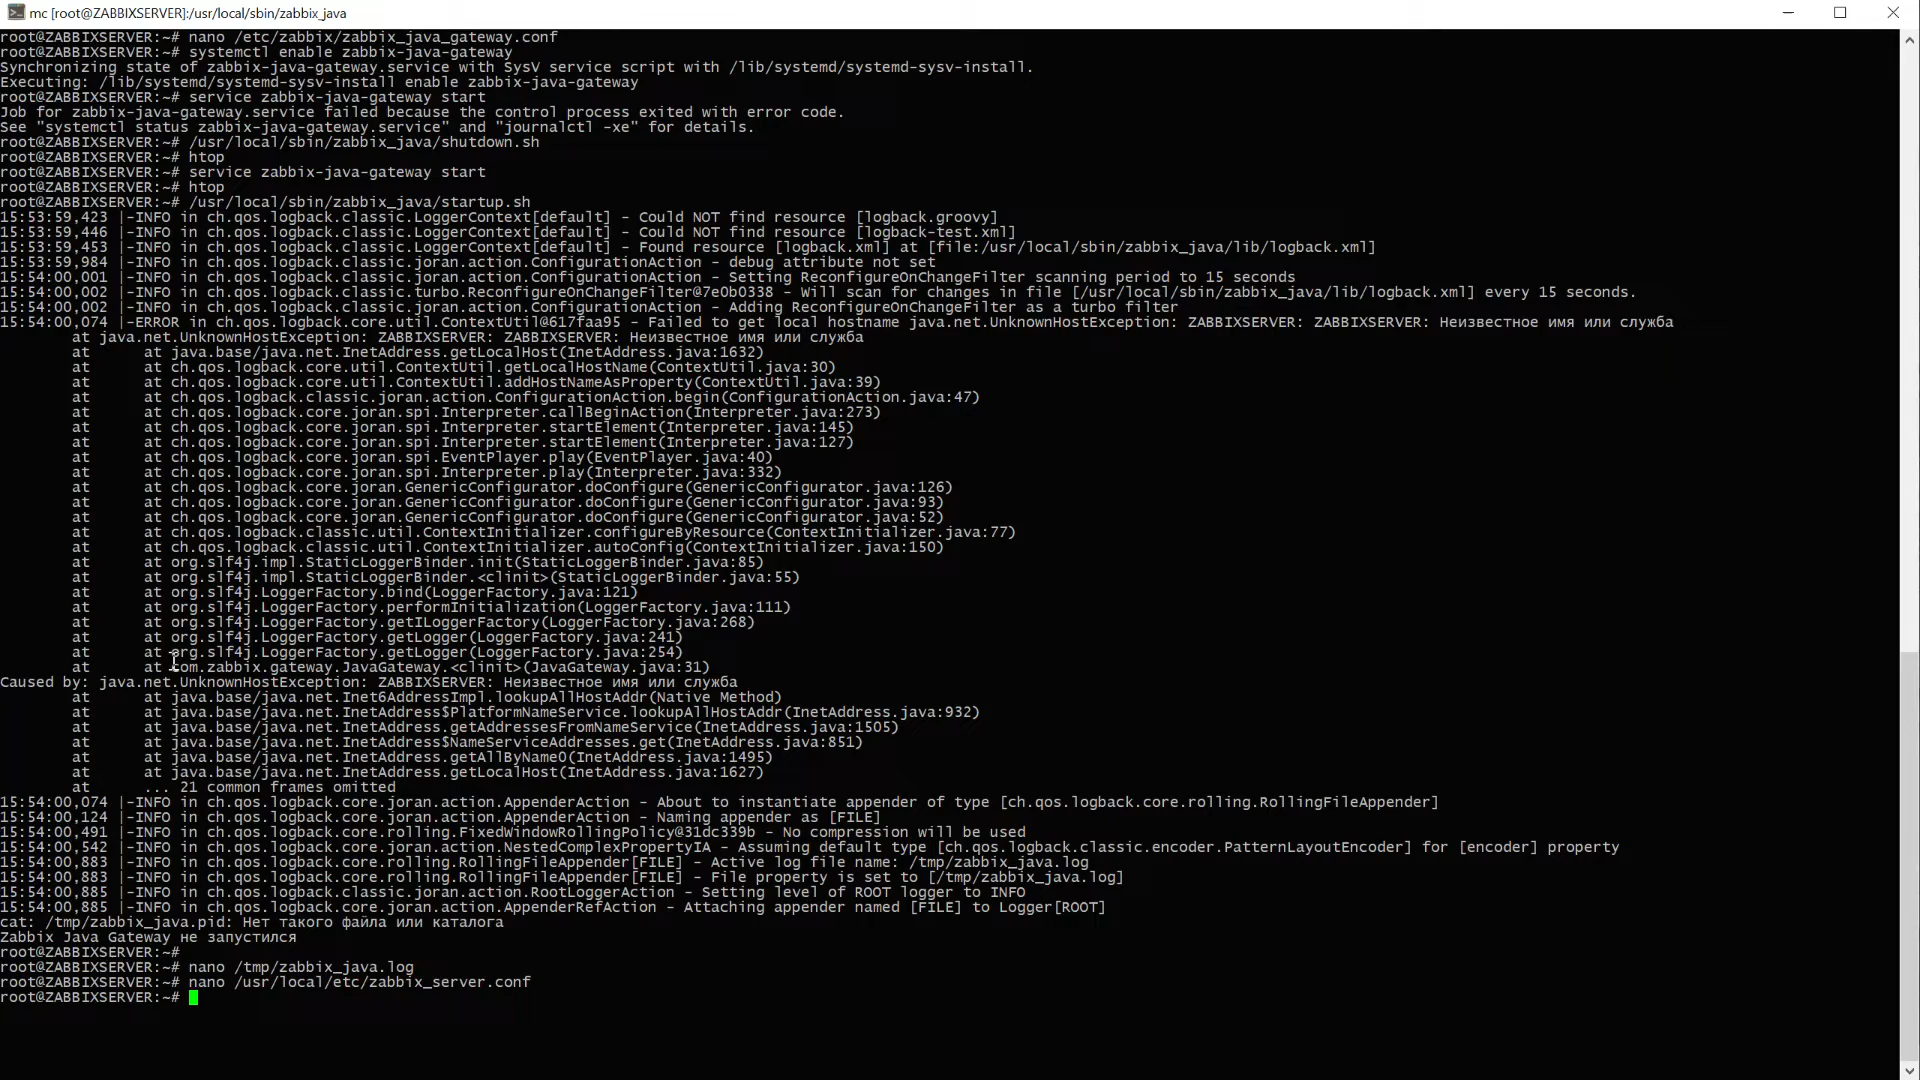 mc [root@ZABBIXSERVER]:/usr/local/sbin/zabbix_java
root@ZABBIXSERVER:~# nano /etc/zabbix/zabbix_java_gateway.conf
root@ZABBIXSERVER:~# systemctl enable zabbix-java-gateway
Synchronizing state of zabbix-java-gateway.service with SysV service script with /lib/systemd/systemd-sysv-install.
Executing: /lib/systemd/systemd-sysv-install enable zabbix-java-gateway
root@ZABBIXSERVER:~# service zabbix-java-gateway start
Job for zabbix-java-gateway.service failed because the control process exited with error code.
See "systemctl status zabbix-java-gateway.service" and "journalctl -xe" for details.
root@ZABBIXSERVER:~# /usr/local/sbin/zabbix_java/shutdown.sh
root@ZABBIXSERVER:~# htop
root@ZABBIXSERVER:~# service zabbix-java-gateway start
root@ZABBIXSERVER:~# htop
root@ZABBIXSERVER:~# /usr/local/sbin/zabbix_java/startup.sh
15:53:59,423 |-INFO in ch.qos.logback.classic.LoggerContext[default] - Could NOT find resource [logback.groovy]
15:53:59,446 |-INFO in ch.qos.logback.classic.LoggerContext[default] - Could NOT find resource [logback-test.xml]
15:53:59,453 |-INFO in ch.qos.logback.classic.LoggerContext[default] - Found resource [logback.xml] at [file:/usr/local/sbin/zabbix_java/lib/logback.xml]
15:53:59,984 |-INFO in ch.qos.logback.classic.joran.action.ConfigurationAction - debug attribute not set
15:54:00,001 |-INFO in ch.qos.logback.classic.joran.action.ConfigurationAction - Setting ReconfigureOnChangeFilter scanning period to 15 seconds
15:54:00,002 |-INFO in ch.qos.logback.classic.turbo.ReconfigureOnChangeFilter@7e0b0338 - Will scan for changes in file [/usr/local/sbin/zabbix_java/lib/logback.xml] every 15 seconds.
15:54:00,002 |-INFO in ch.qos.logback.classic.joran.action.ConfigurationAction - Adding ReconfigureOnChangeFilter as a turbo filter
15:54:00,074 |-ERROR in ch.qos.logback.core.util.ContextUtil@617faa95 - Failed to get local hostname java.net.UnknownHostException: ZABBIXSERVER: ZABBIXSERVER: Неизвестное имя или служба
at java.net.UnknownHostException: ZABBIXSERVER: ZABBIXSERVER: Неизвестное имя или служба
at at java.base/java.net.InetAddress.getLocalHost(InetAddress.java:1632)
at at ch.qos.logback.core.util.ContextUtil.getLocalHostName(ContextUtil.java:30)
at at ch.qos.logback.core.util.ContextUtil.addHostNameAsProperty(ContextUtil.java:39)
at at ch.qos.logback.classic.joran.action.ConfigurationAction.begin(ConfigurationAction.java:47)
at at ch.qos.logback.core.joran.spi.Interpreter.callBeginAction(Interpreter.java:273)
at at ch.qos.logback.core.joran.spi.Interpreter.startElement(Interpreter.java:145)
at at ch.qos.logback.core.joran.spi.Interpreter.startElement(Interpreter.java:127)
at at ch.qos.logback.core.joran.spi.EventPlayer.play(EventPlayer.java:40)
at at ch.qos.logback.core.joran.spi.Interpreter.play(Interpreter.java:332)
at at ch.qos.logback.core.joran.GenericConfigurator.doConfigure(GenericConfigurator.java:126)
at at ch.qos.logback.core.joran.GenericConfigurator.doConfigure(GenericConfigurator.java:93)
at at ch.qos.logback.core.joran.GenericConfigurator.doConfigure(GenericConfigurator.java:52)
at at ch.qos.logback.classic.util.ContextInitializer.configureByResource(ContextInitializer.java:77)
at at ch.qos.logback.classic.util.ContextInitializer.autoConfig(ContextInitializer.java:150)
at at org.slf4j.impl.StaticLoggerBinder.init(StaticLoggerBinder.java:85)
at at org.slf4j.impl.StaticLoggerBinder.<clinit>(StaticLoggerBinder.java:55)
at at org.slf4j.LoggerFactory.bind(LoggerFactory.java:121)
at at org.slf4j.LoggerFactory.performInitialization(LoggerFactory.java:111)
at at org.slf4j.LoggerFactory.getILoggerFactory(LoggerFactory.java:268)
at at org.slf4j.LoggerFactory.getLogger(LoggerFactory.java:241)
at at org.slf4j.LoggerFactory.getLogger(LoggerFactory.java:254)
at at com.zabbix.gateway.JavaGateway.<clinit>(JavaGateway.java:31)
Caused by: java.net.UnknownHostException: ZABBIXSERVER: Неизвестное имя или служба
at at java.base/java.net.Inet6AddressImpl.lookupAllHostAddr(Native Method)
at at java.base/java.net.InetAddress$PlatformNameService.lookupAllHostAddr(InetAddress.java:932)
at at java.base/java.net.InetAddress.getAddressesFromNameService(InetAddress.java:1505)
at at java.base/java.net.InetAddress$NameServiceAddresses.get(InetAddress.java:851)
at at java.base/java.net.InetAddress.getAllByName0(InetAddress.java:1495)
at at java.base/java.net.InetAddress.getLocalHost(InetAddress.java:1627)
at ... 21 common frames omitted
15:54:00,074 |-INFO in ch.qos.logback.core.joran.action.AppenderAction - About to instantiate appender of type [ch.qos.logback.core.rolling.RollingFileAppender]
15:54:00,124 |-INFO in ch.qos.logback.core.joran.action.AppenderAction - Naming appender as [FILE]
15:54:00,491 |-INFO in ch.qos.logback.core.rolling.FixedWindowRollingPolicy@31dc339b - No compression will be used
15:54:00,542 |-INFO in ch.qos.logback.core.joran.action.NestedComplexPropertyIA - Assuming default type [ch.qos.logback.classic.encoder.PatternLayoutEncoder] for [encoder] property
15:54:00,883 |-INFO in ch.qos.logback.core.rolling.RollingFileAppender[FILE] - Active log file name: /tmp/zabbix_java.log
15:54:00,883 |-INFO in ch.qos.logback.core.rolling.RollingFileAppender[FILE] - File property is set to [/tmp/zabbix_java.log]
15:54:00,885 |-INFO in ch.qos.logback.classic.joran.action.RootLoggerAction - Setting level of ROOT logger to INFO
15:54:00,885 |-INFO in ch.qos.logback.core.joran.action.AppenderRefAction - Attaching appender named [FILE] to Logger[ROOT]
cat: /tmp/zabbix_java.pid: Нет такого файла или каталога
Zabbix Java Gateway не запустился
root@ZABBIXSERVER:~#
root@ZABBIXSERVER:~# nano /tmp/zabbix_java.log
root@ZABBIXSERVER:~# nano /usr/local/etc/zabbix_server.conf
root@ZABBIXSERVER:~#